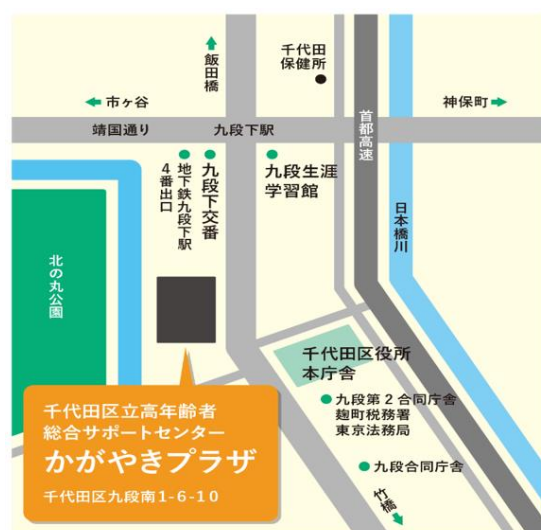 千代田
保健所
飯田橋
市ヶ谷
神保町
靖国通り
九段下駅
首都高速
地下鉄九段下駅
4番出口
九段下交番
九段生涯
学習館
日本橋川
北の丸公園
千代田区役所
本庁舎
千代田区立高年齢者
総合サポートセンター
かがやきプラザ
千代田区九段南1-6-10
九段第2合同庁舎
麹町税務署
東京法務局
九段合同庁舎
竹橋